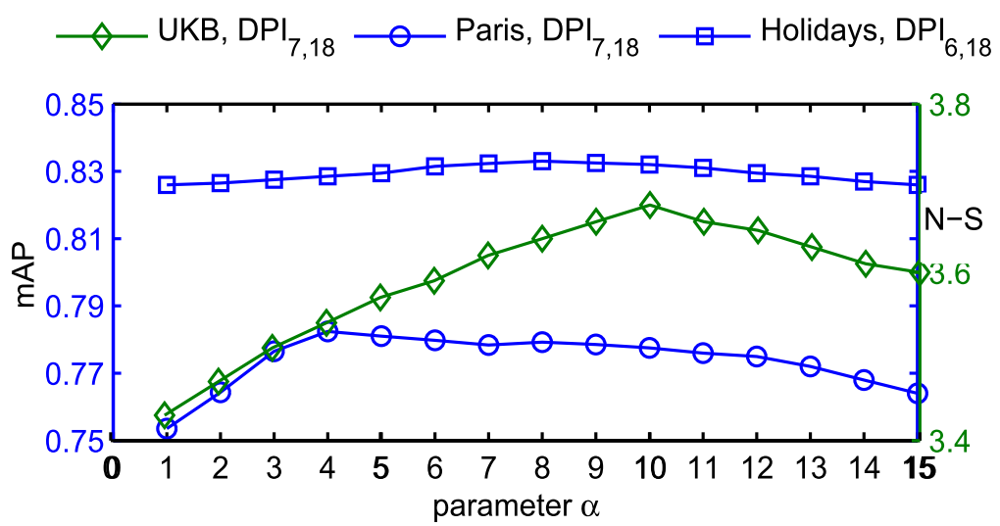 UKB, DPI7,18 Paris, DPI7,18 Holidays, DPI6,18
0.85 3.8
0.83
0.81 N−S
mAP
0.79 3.6
0.77
0.75 3.4
0 1 2 3 4 5 6 7 8 9 10 11 12 13 14 15
parameter α